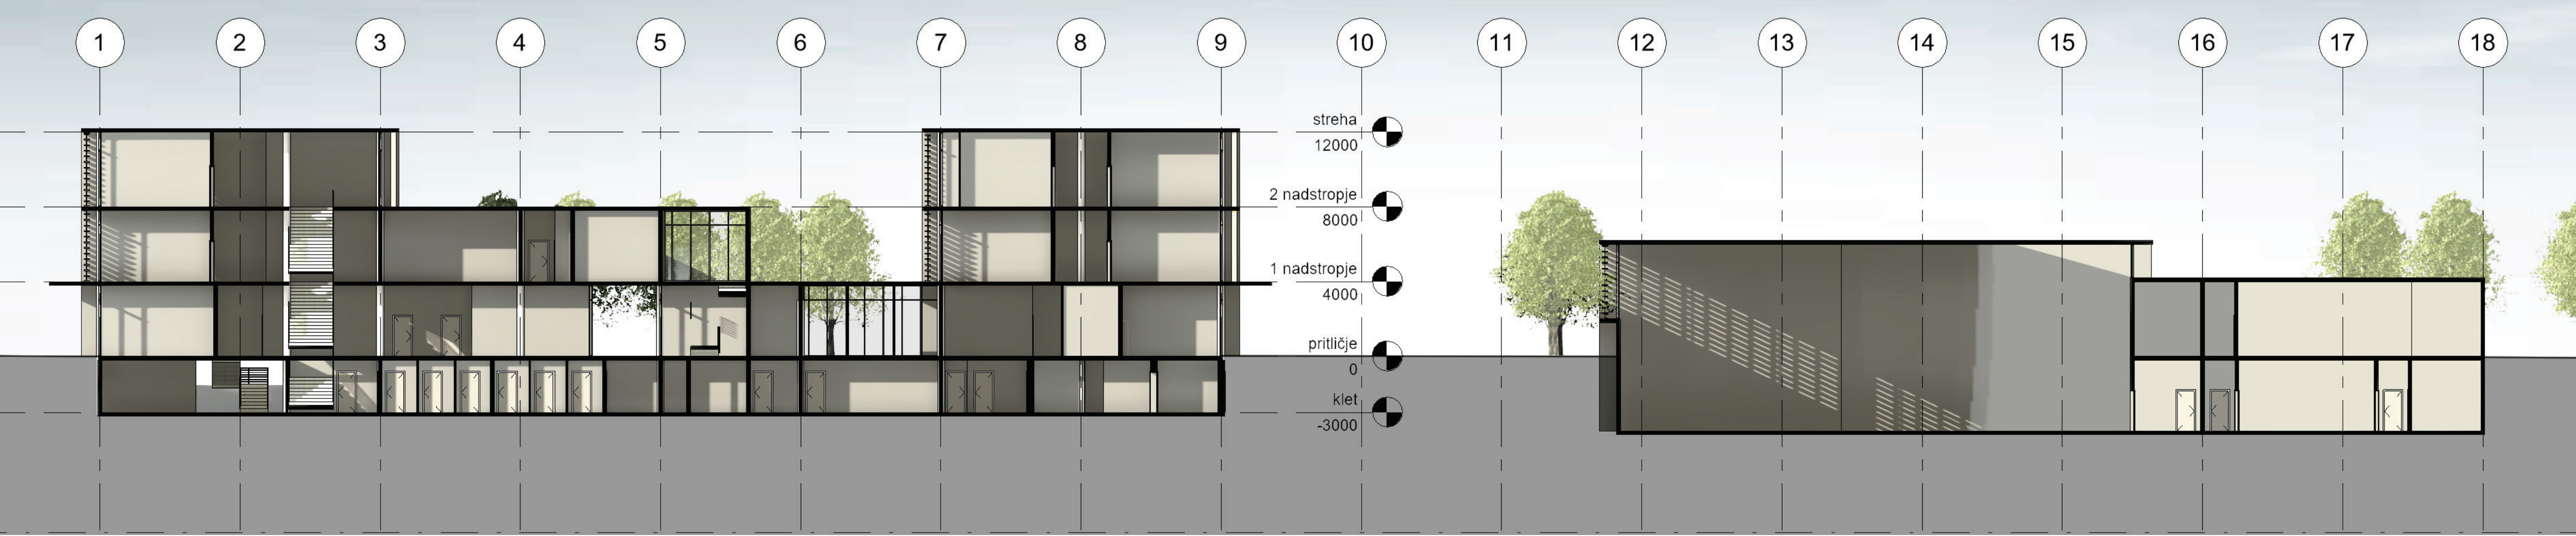 1 2 3 4 5 6 7 8 9 10 11 12 13 14 15 16 17 18
streha
12000
2 nadstropje
8000
1 nadstropje
4000
pritličje
0
klet
-3000